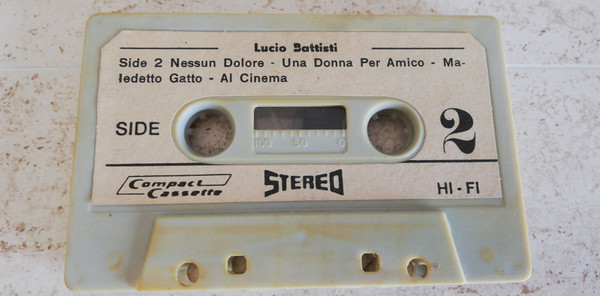 Lucio Battisti
Side 2 Nessun Dolore - Una Donna Per Amico - Ma-
ledetto Gatto - Al Cinema
SIDE 2
100 50 0
Compact
Cassette
STEREO
HI-FI